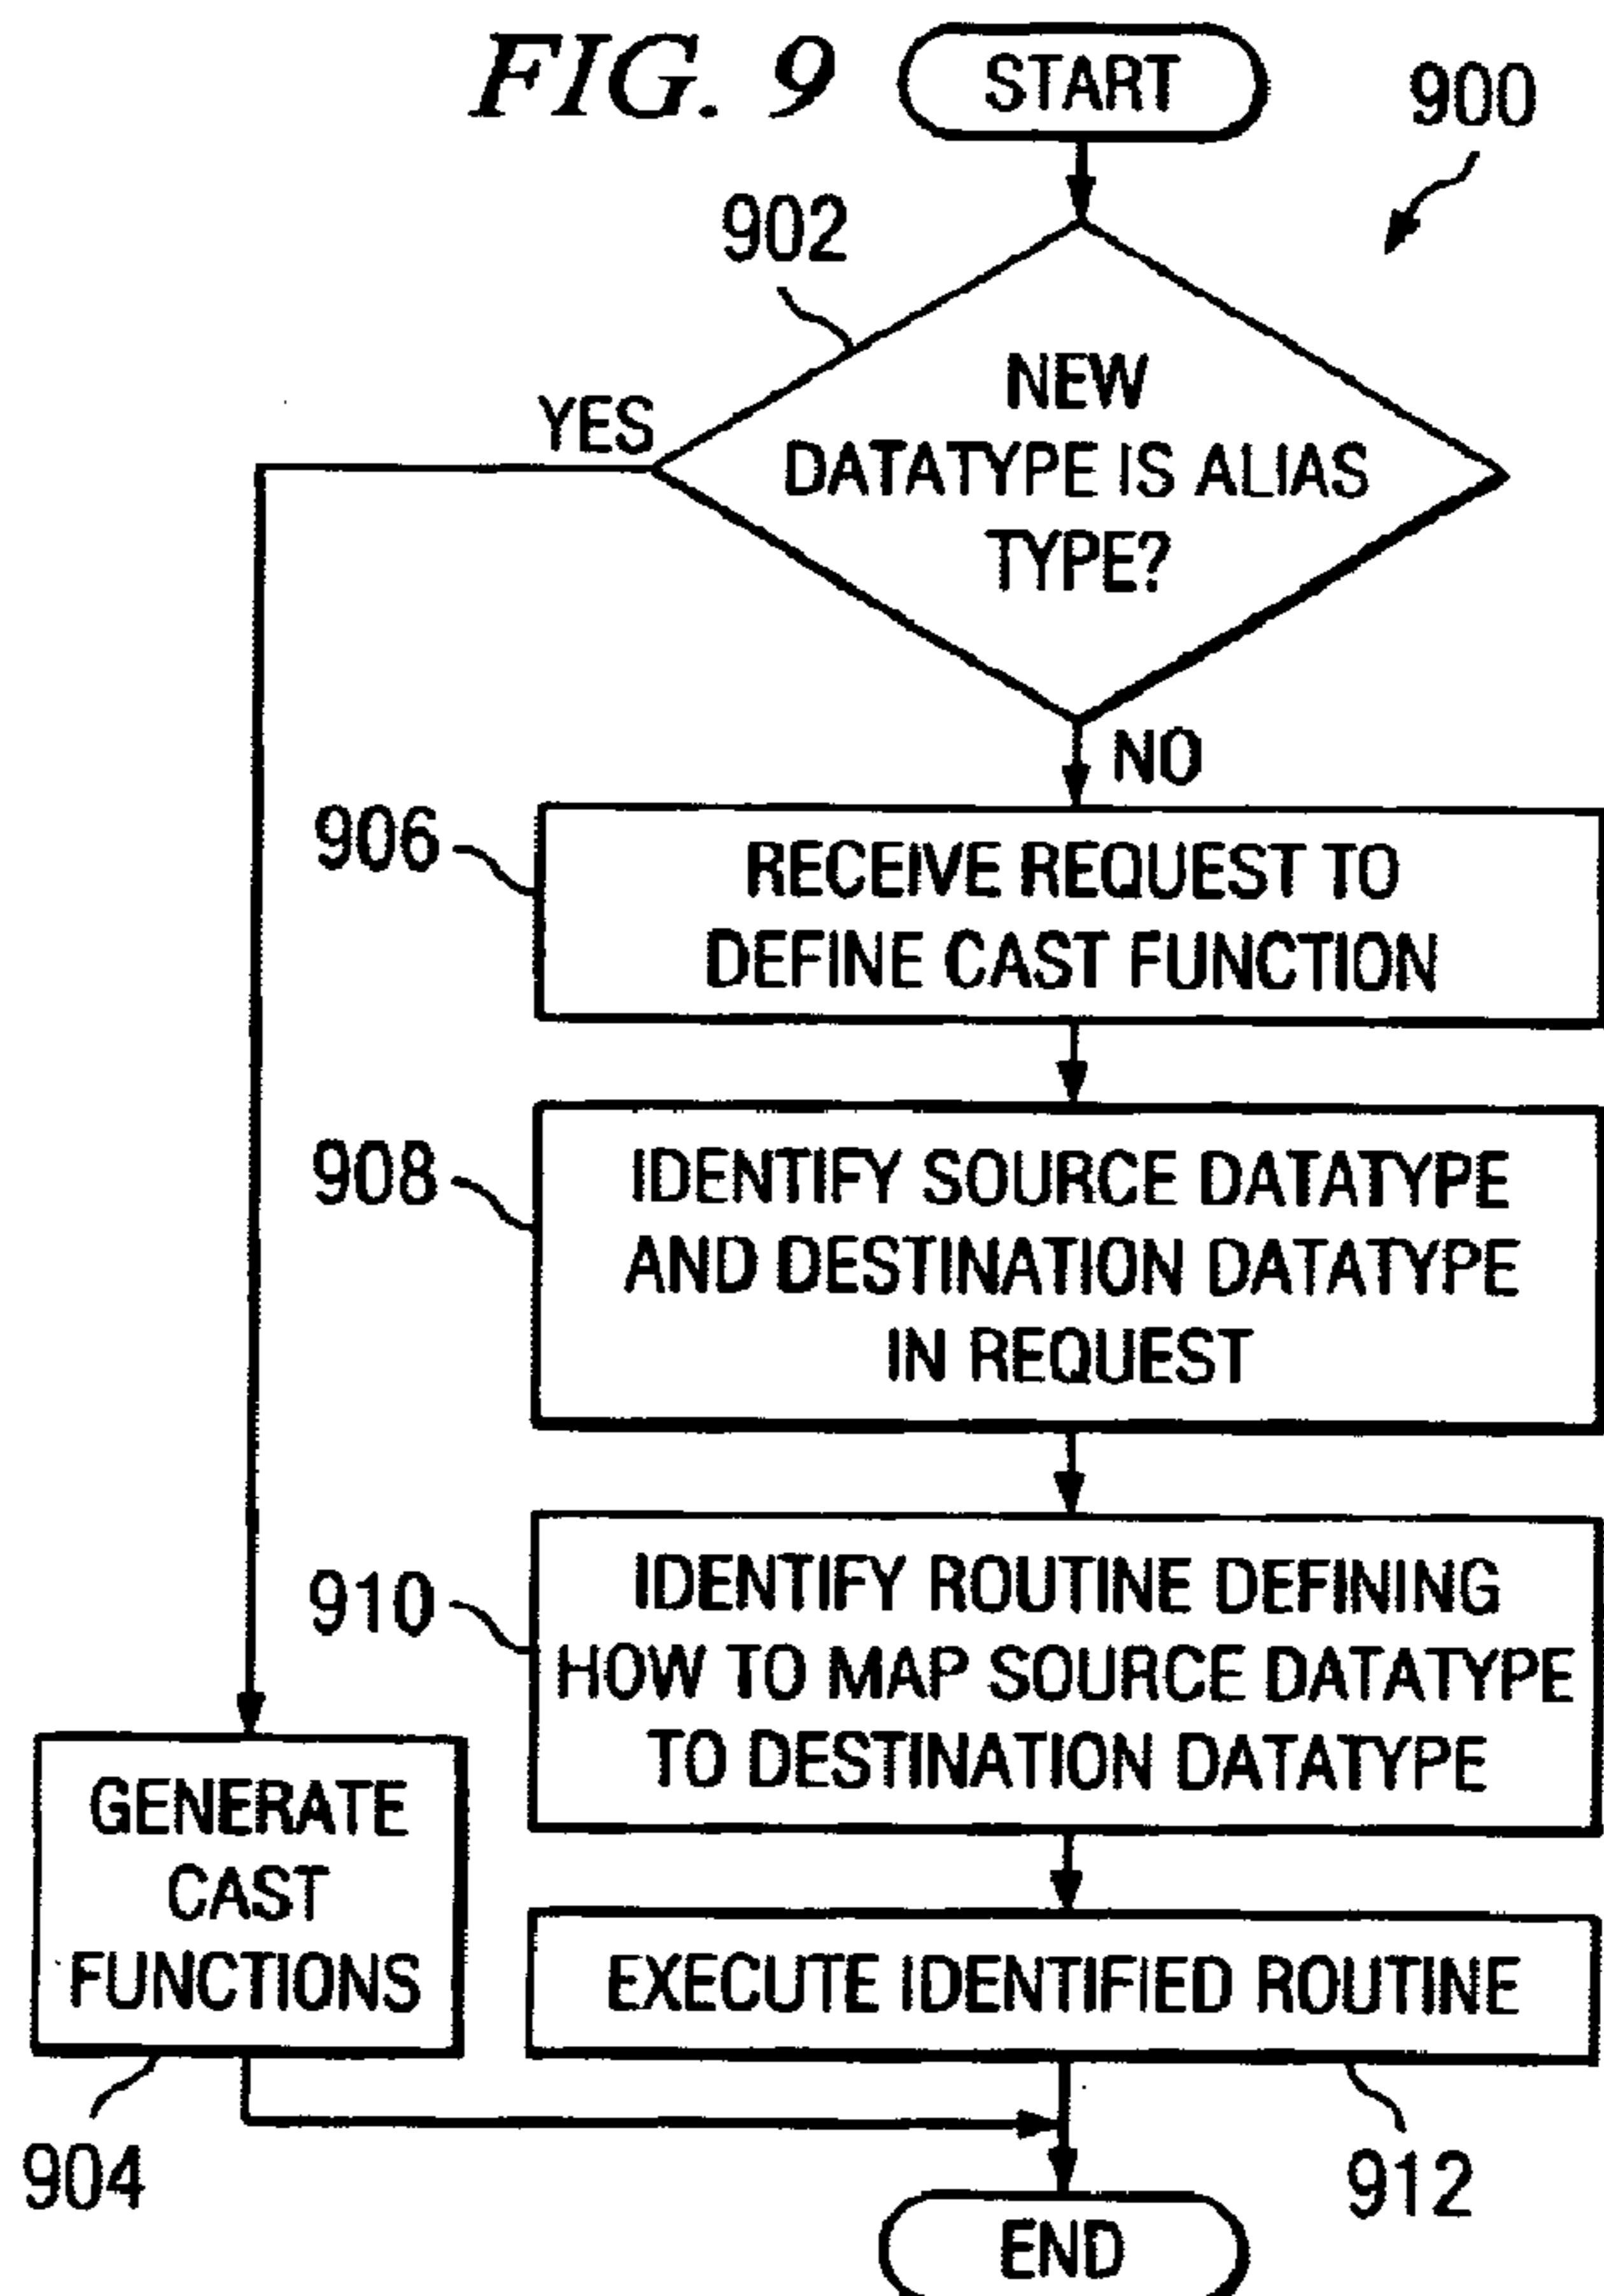 FIG. 9
START
900
902
NEW
DATATYPE IS ALIAS
TYPE?
YES
NO
906
RECEIVE REQUEST TO
DEFINE CAST FUNCTION
908
IDENTIFY SOURCE DATATYPE
AND DESTINATION DATATYPE
IN REQUEST
910
IDENTIFY ROUTINE DEFINING
HOW TO MAP SOURCE DATATYPE
TO DESTINATION DATATYPE
GENERATE
CAST
FUNCTIONS
EXECUTE IDENTIFIED ROUTINE
904
912
END